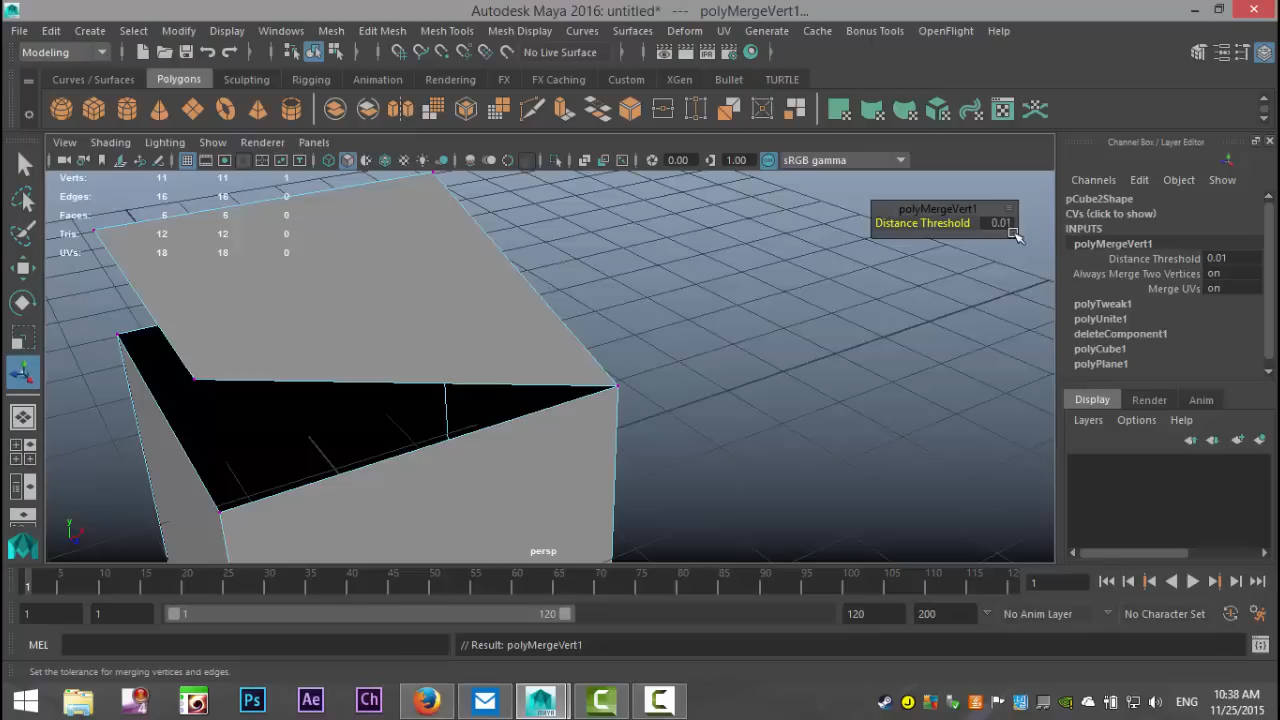 Autodesk Maya 2016: untitled*   ---   polyMergeVert1...
File Edit Create Select Modify Display Windows Mesh Edit Mesh Mesh Tools Mesh Display Curves Surfaces Deform UV Generate Cache Bonus Tools OpenFlight Help
Modeling No Live Surface
Curves / Surfaces Polygons Sculpting Rigging Animation Rendering FX FX Caching Custom XGen Bullet TURTLE
View Shading Lighting Show Renderer Panels
0.00 1.00 sRGB gamma
Verts: 11 11 1
Edges: 16 16 0
Faces: 6 6 0
Tris: 12 12 0
UVs: 18 18 0
polyMergeVert1
Distance Threshold 0.01
persp
Channel Box / Layer Editor
Channels Edit Object Show
pCube2Shape
CVs (click to show)
INPUTS
polyMergeVert1
Distance Threshold 0.01
Always Merge Two Vertices on
Merge UVs on
polyTweak1
polyUnite1
deleteComponent1
polyCube1
polyPlane1
Display Render Anim
Layers Options Help
1 5 10 15 20 25 30 35 40 45 50 55 60 65 70 75 80 85 90 95 100 105 110 115 12 1
1 1 1 120 120 200 No Anim Layer No Character Set
MEL // Result: polyMergeVert1
Set the tolerance for merging vertices and edges.
Ps Ae Ch ENG 10:38 AM
11/25/2015